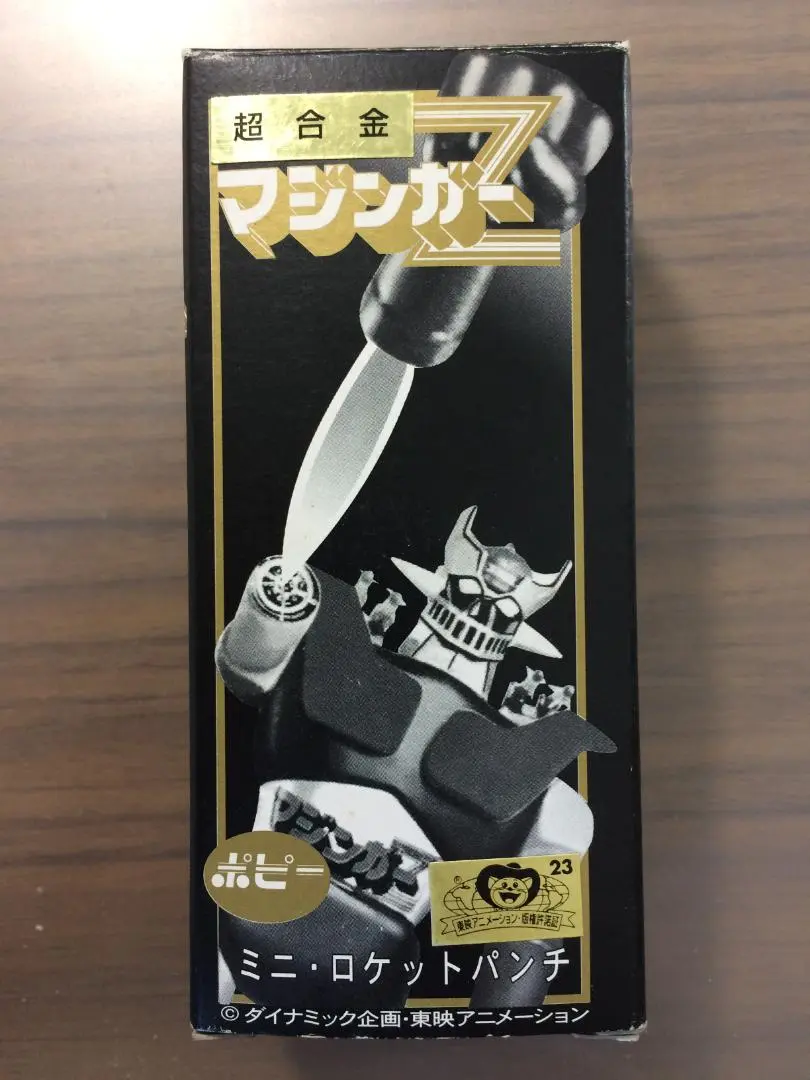 超合金
マジンガーZ
マジンガーZ
ポピー
23
®
東映アニメーション・版権許諾証
ミニ・ロケットパンチ
© ダイナミック企画・東映アニメーション